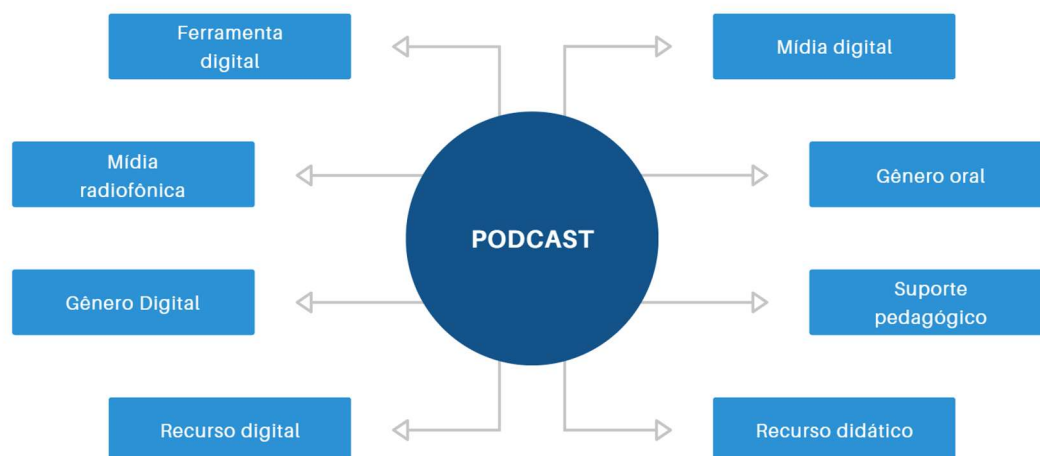 Ferramenta
digital
Mídia digital
Mídia
radiofônica
Gênero oral
PODCAST
Gênero Digital
Suporte
pedagógico
Recurso digital
Recurso didático